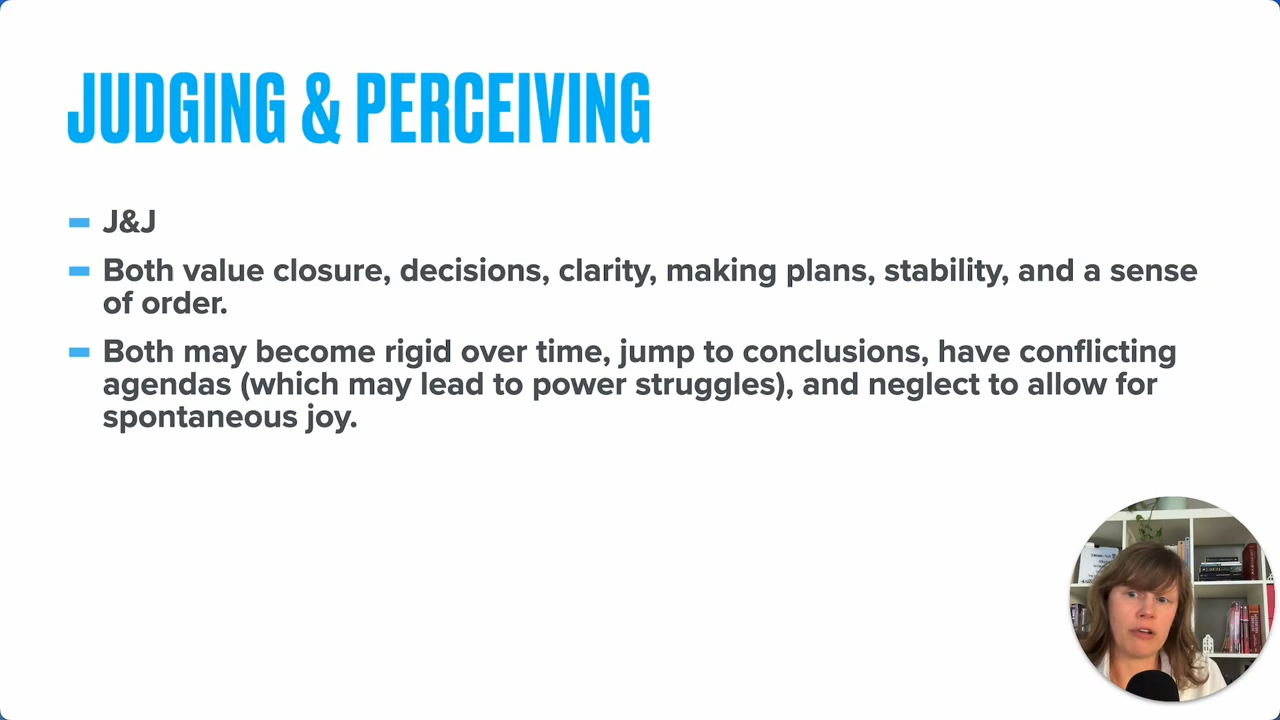 JUDGING & PERCEIVING
J&J
Both value closure, decisions, clarity, making plans, stability, and a sense
of order.
Both may become rigid over time, jump to conclusions, have conflicting
agendas (which may lead to power struggles), and neglect to allow for
spontaneous joy.